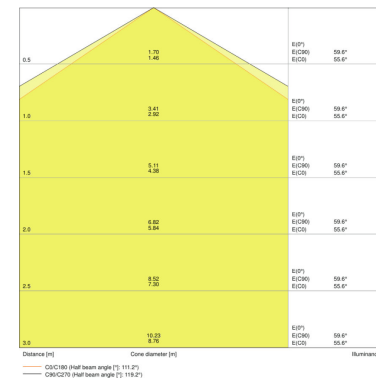 1.70
1.46
0.5
E(0°)
E(C90) 59.6°
E(C0) 55.6°
3.41
2.92
1.0
E(0°)
E(C90) 59.6°
E(C0) 55.6°
5.11
4.38
1.5
E(0°)
E(C90) 59.6°
E(C0) 55.6°
6.82
5.84
2.0
E(0°)
E(C90) 59.6°
E(C0) 55.6°
8.52
7.30
2.5
E(0°)
E(C90) 59.6°
E(C0) 55.6°
10.23
8.76
3.0
E(0°)
E(C90) 59.6°
E(C0) 55.6°
Distance [m] Cone diameter [m] Illuminanc
C0/C180 (Half beam angle [°]: 111.2°)
C90/C270 (Half beam angle [°]: 119.2°)